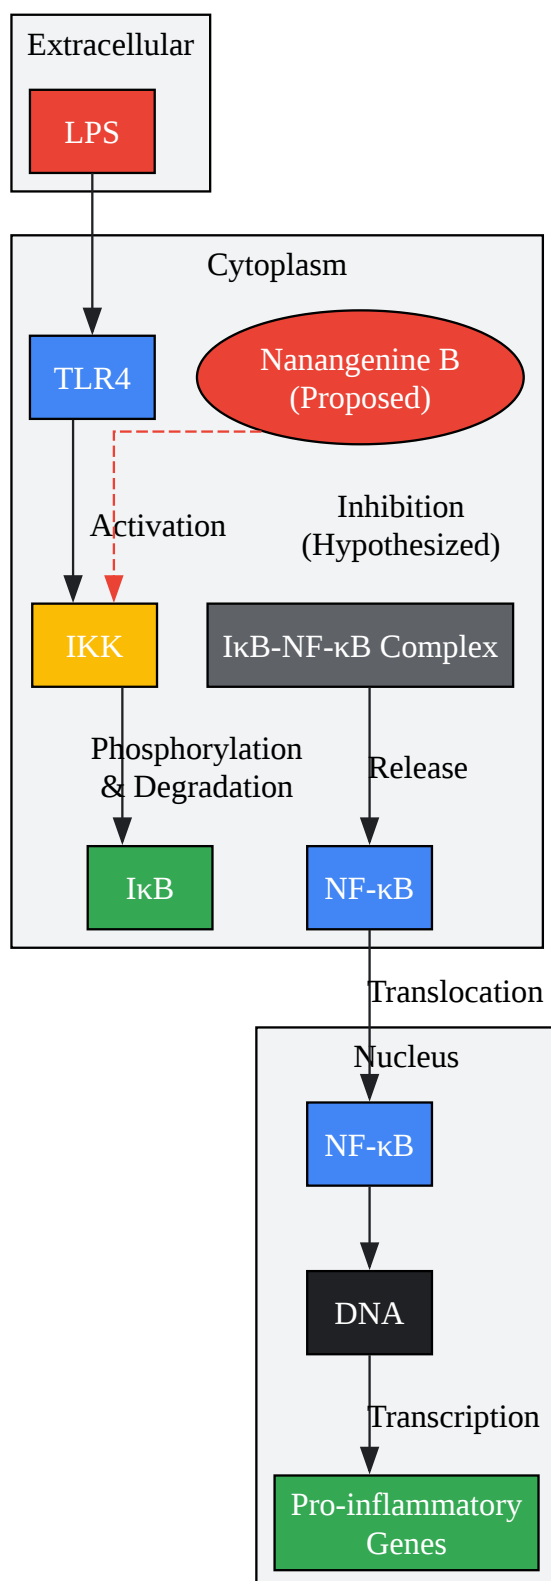 Extracellular
LPS
Cytoplasm
TLR4
Nanangenine B
(Proposed)
Activation
Inhibition
(Hypothesized)
IKK
IκB-NF-κB Complex
Phosphorylation
& Degradation
Release
IκB
NF-κB
Translocation
Nucleus
NF-κB
DNA
Transcription
Pro-inflammatory
Genes